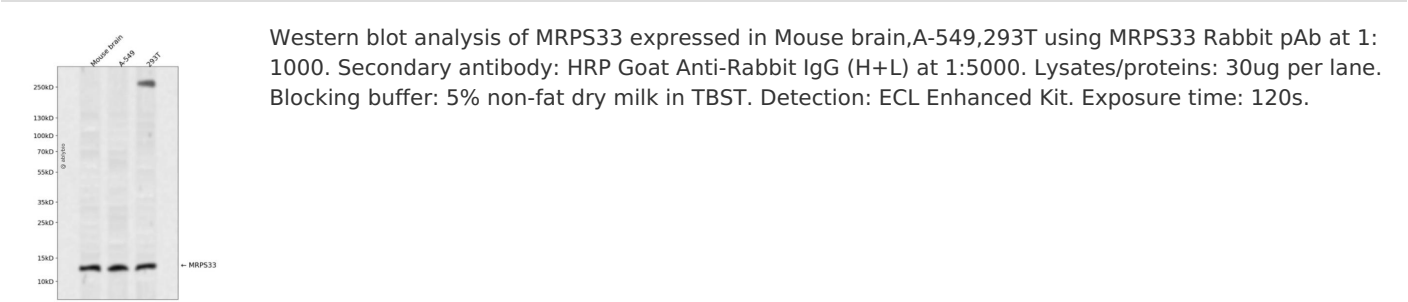 Western blot analysis of MRPS33 expressed in Mouse brain,A-549,293T using MRPS33 Rabbit pAb at 1:
1000. Secondary antibody: HRP Goat Anti-Rabbit IgG (H+L) at 1:5000. Lysates/proteins: 30ug per lane.
Blocking buffer: 5% non-fat dry milk in TBST. Detection: ECL Enhanced Kit. Exposure time: 120s.
Mouse brain
A-549
293T
250kD
130kD
100kD
70kD
55kD
35kD
25kD
15kD
10kD
← MRPS33